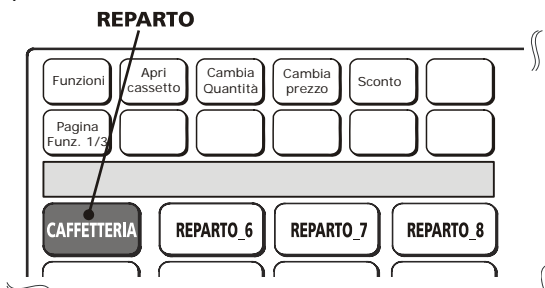 REPARTO
Funzioni
Apri
cassetto
Cambia
Quantità
Cambia
prezzo
Sconto
Pagina
Funz. 1/3
CAFFETTERIA
REPARTO_6
REPARTO_7
REPARTO_8